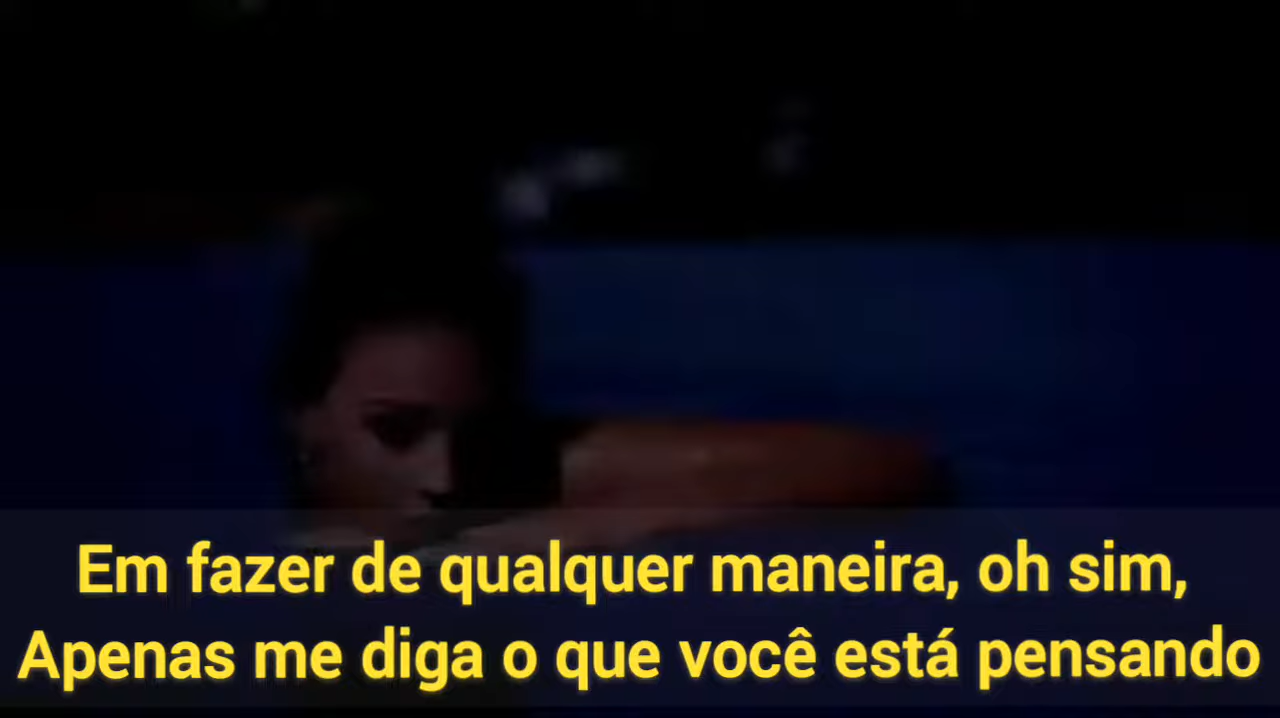 Em fazer de qualquer maneira, oh sim,
Apenas me diga o que você está pensando